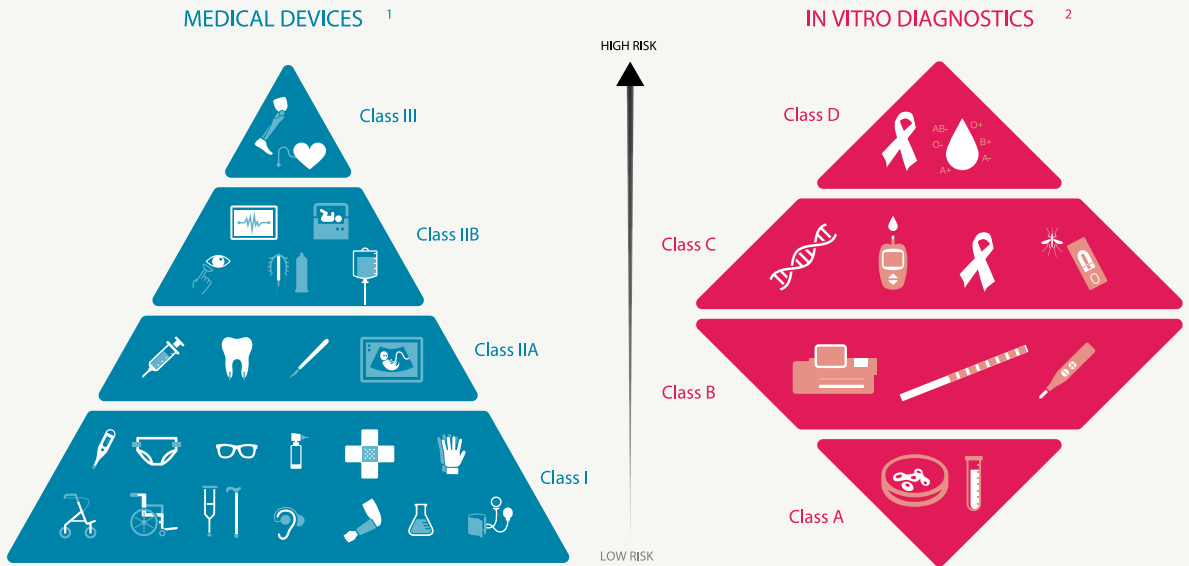 MEDICAL DEVICES 1
Class III
Class IIB
Class IIA
Class I
HIGH RISK
LOW RISK
IN VITRO DIAGNOSTICS 2
Class D
AB-
O+
O-
B+
A-
A+
Class C
Class B
Class A